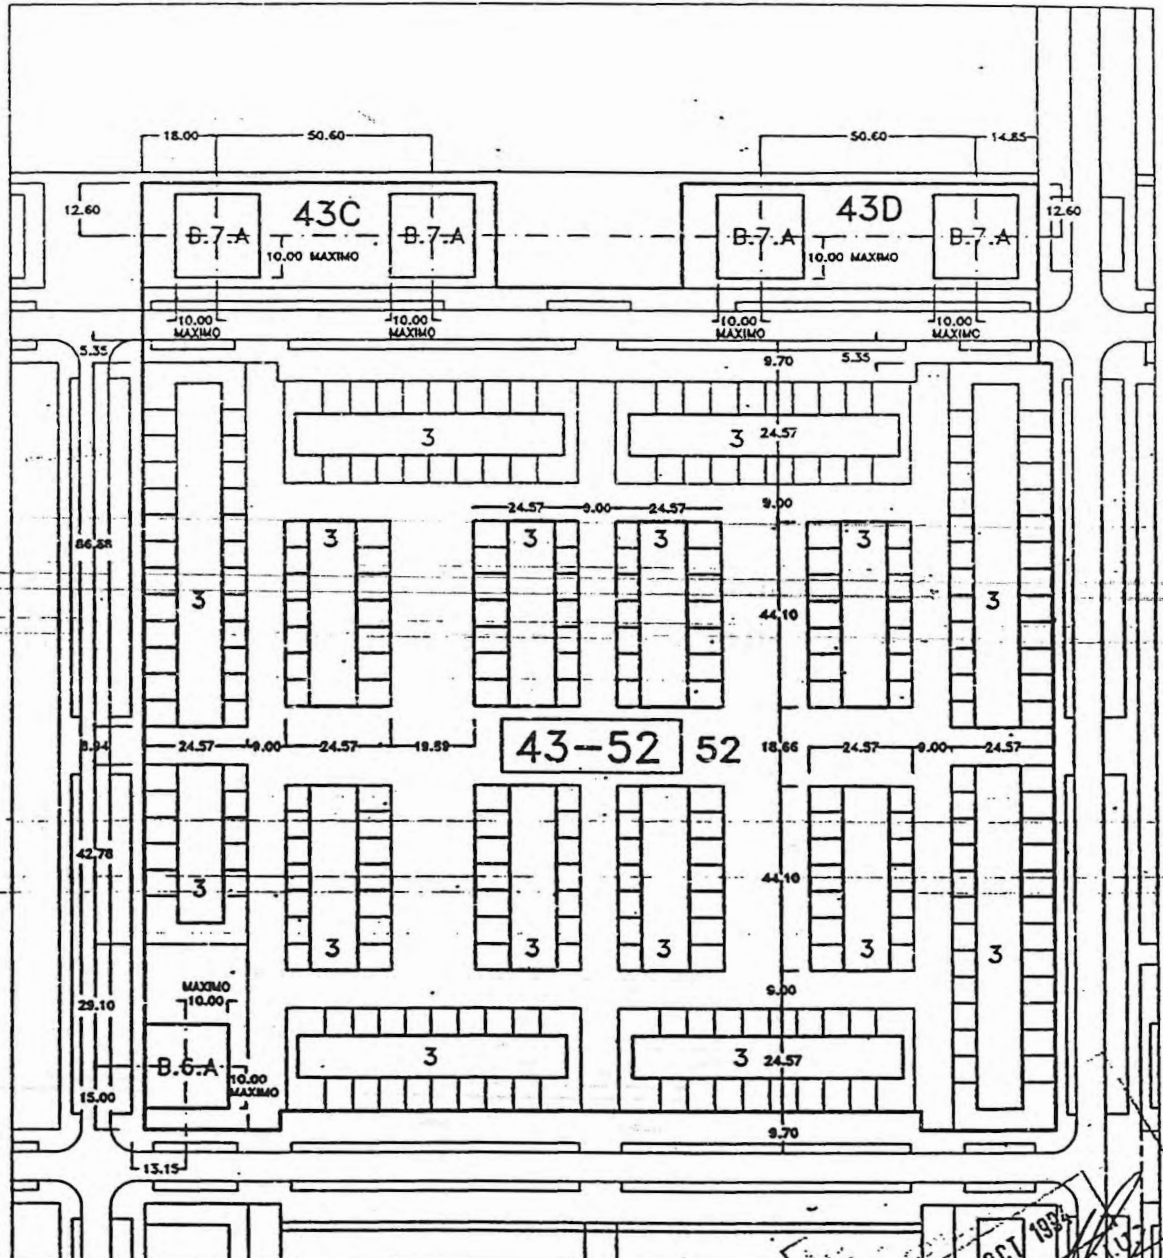 18.00 50.60 50.60 14.85
12.60 43C 43D 12.60
B.7.A B.7.A B.7.A B.7.A
10.00 MAXIMO 10.00 MAXIMO
10.00 10.00 10.00 10.00
MAXIMO MAXIMO MAXIMO MAXIMO
5.35 9.70 5.35
3 3 24.57
24.57 9.00 24.57 9.00
3 3 3 3
3 44.10 3
24.57 9.00 24.57 19.59 43-52 52 18.66 24.57 9.00 24.57
42.78 44.10
3
3 3 3 3 3
MAXIMO
10.00 9.00
29.10
B.6.A 3 3 24.57
10.00
MAXIMO
15.00
9.70
13.15
OCT 1994